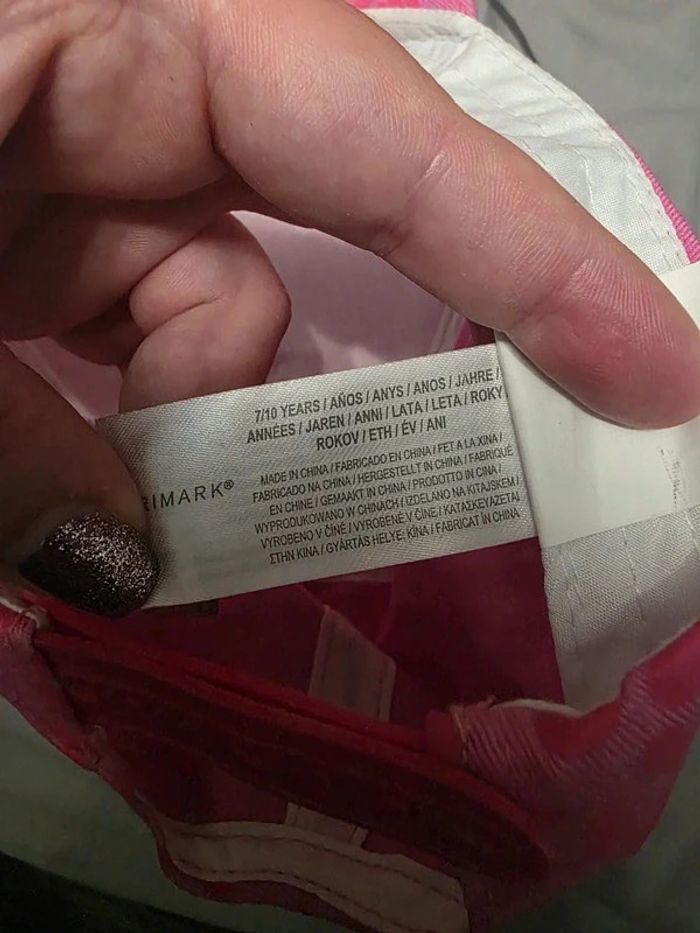 RIMARK®
7/10 YEARS / AÑOS / ANYS / ANOS / JAHRE /
ANNÉES / JAREN / ANNI / LATA / LETA / ROKY
ROKOV / ETH / ÉV / ANI
MADE IN CHINA / FABRICADO EN CHINA / FET A LA XINA /
FABRICADO NA CHINA / HERGESTELLT IN CHINA / FABRIQUÉ
EN CHINE / GEMAAKT IN CHINA / PRODOTTO IN CINA /
WYPRODUKOWANO W CHINACH / IZDELANO NA KITAJSKEM /
VYROBENO V ČÍNĚ / VYROBENÉ V ČÍNE / ΚΑΤΑΣΚΕΥΑΖΕΤΑΙ
ΣΤΗΝ ΚΙΝΑ / GYÁRTÁS HELYE: KÍNA / FABRICAT ÎN CHINA